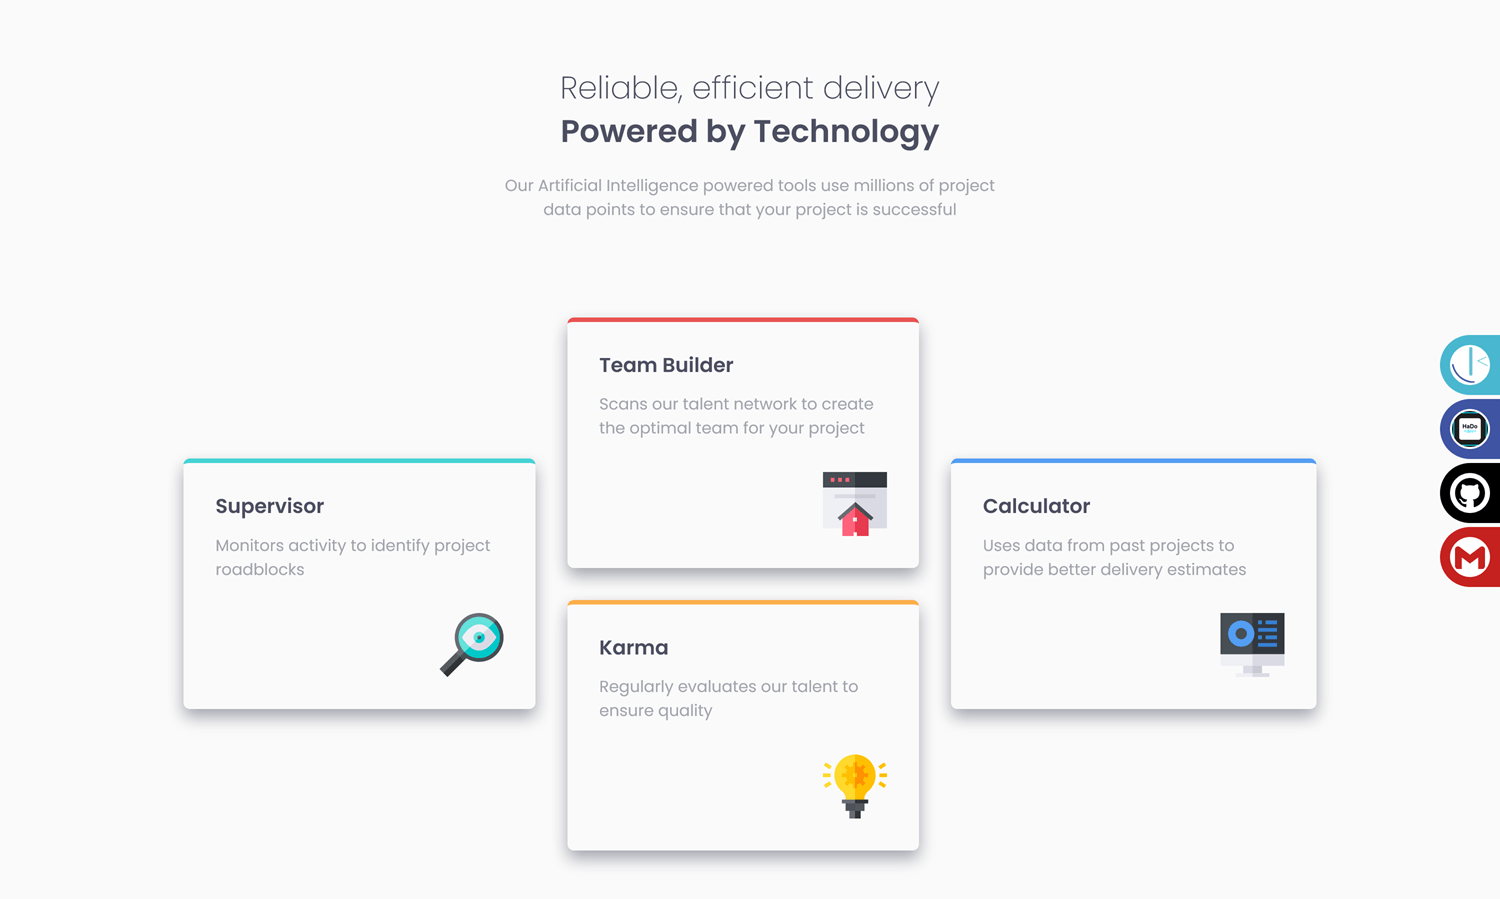 Reliable, efficient delivery
Powered by Technology
Our Artificial Intelligence powered tools use millions of project
data points to ensure that your project is successful
Supervisor
Monitors activity to identify project
roadblocks
Team Builder
Scans our talent network to create
the optimal team for your project
Karma
Regularly evaluates our talent to
ensure quality
Calculator
Uses data from past projects to
provide better delivery estimates
HaDo